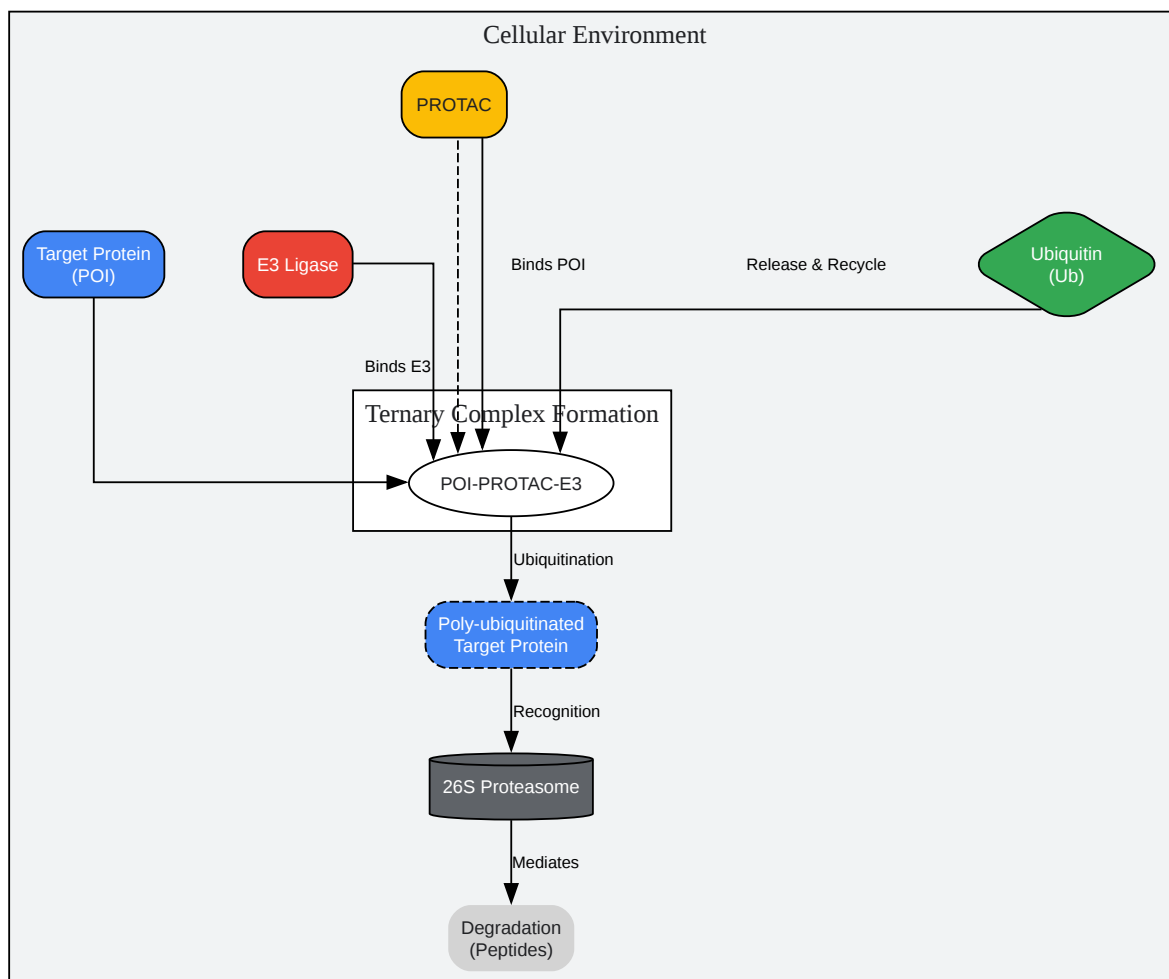 Cellular Environment
PROTAC
Target Protein
(POI)
E3 Ligase
Binds POI
Release & Recycle
Ubiquitin
(Ub)
Binds E3
Ternary Complex Formation
POI-PROTAC-E3
Ubiquitination
Poly-ubiquitinated
Target Protein
Recognition
26S Proteasome
Mediates
Degradation
(Peptides)